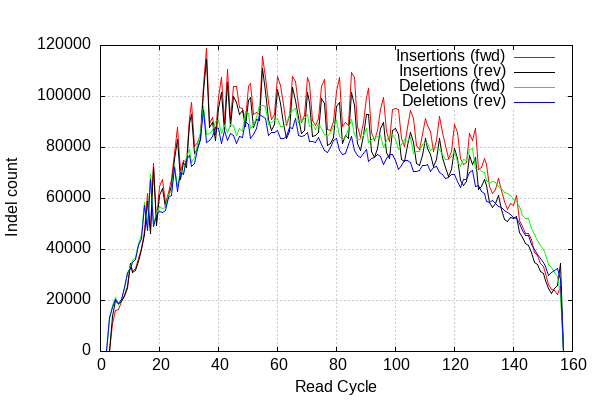 120000
100000
80000
60000
40000
20000
0
Indel count
Insertions (fwd)
Insertions (rev)
Deletions (fwd)
Deletions (rev)
0 20 40 60 80 100 120 140 160
Read Cycle